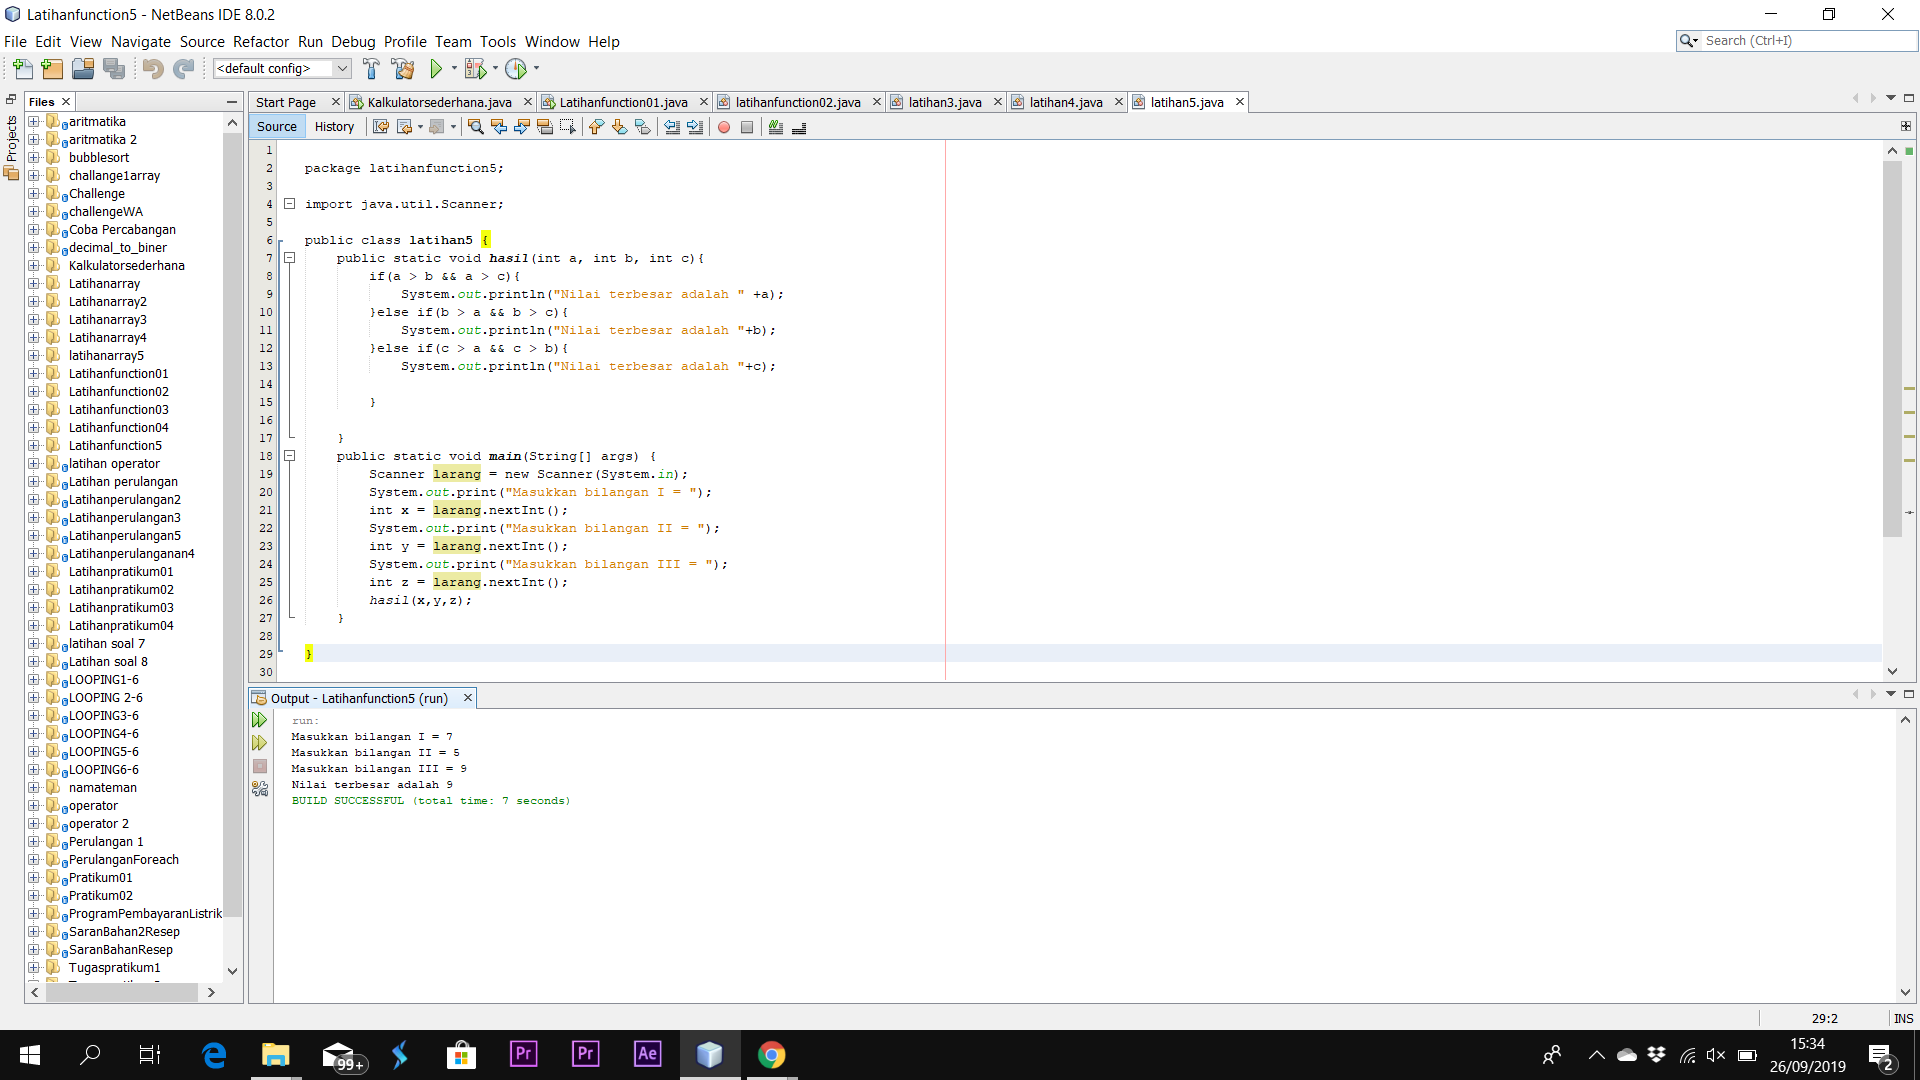 Latihanfunction5 - NetBeans IDE 8.0.2
File Edit View Navigate Source Refactor Run Debug Profile Team Tools Window Help
Search (Ctrl+I)
<default config>
Projects
Files
aritmatika
aritmatika 2
bubblesort
challange1array
Challenge
challengeWA
Coba Percabangan
decimal_to_biner
Kalkulatorsederhana
Latihanarray
Latihanarray2
Latihanarray3
Latihanarray4
latihanarray5
Latihanfunction01
Latihanfunction02
Latihanfunction03
Latihanfunction04
Latihanfunction5
latihan operator
Latihan perulangan
Latihanperulangan2
Latihanperulangan3
Latihanperulangan5
Latihanperulanganan4
Latihanpratikum01
Latihanpratikum02
Latihanpratikum03
Latihanpratikum04
latihan soal 7
Latihan soal 8
LOOPING1-6
LOOPING 2-6
LOOPING3-6
LOOPING4-6
LOOPING5-6
LOOPING6-6
namateman
operator
operator 2
Perulangan 1
PerulanganForeach
Pratikum01
Pratikum02
ProgramPembayaranListrik
SaranBahan2Resep
SaranBahanResep
Tugaspratikum1
Start Page Kalkulatorsederhana.java Latihanfunction01.java latihanfunction02.java latihan3.java latihan4.java latihan5.java
Source History
1
2 package latihanfunction5;
3
4 import java.util.Scanner;
5
6 public class latihan5 {
7 public static void hasil(int a, int b, int c){
8 if(a > b && a > c){
9 System.out.println("Nilai terbesar adalah " +a);
10 }else if(b > a && b > c){
11 System.out.println("Nilai terbesar adalah "+b);
12 }else if(c > a && c > b){
13 System.out.println("Nilai terbesar adalah "+c);
14
15 }
16
17 }
18 public static void main(String[] args) {
19 Scanner larang = new Scanner(System.in);
20 System.out.print("Masukkan bilangan I = ");
21 int x = larang.nextInt();
22 System.out.print("Masukkan bilangan II = ");
23 int y = larang.nextInt();
24 System.out.print("Masukkan bilangan III = ");
25 int z = larang.nextInt();
26 hasil(x,y,z);
27 }
28
29 }
30
Output - Latihanfunction5 (run)
run:
Masukkan bilangan I = 7
Masukkan bilangan II = 5
Masukkan bilangan III = 9
Nilai terbesar adalah 9
BUILD SUCCESSFUL (total time: 7 seconds)
29:2 INS
99+
Pr
Pr
Ae
15:34
26/09/2019
2